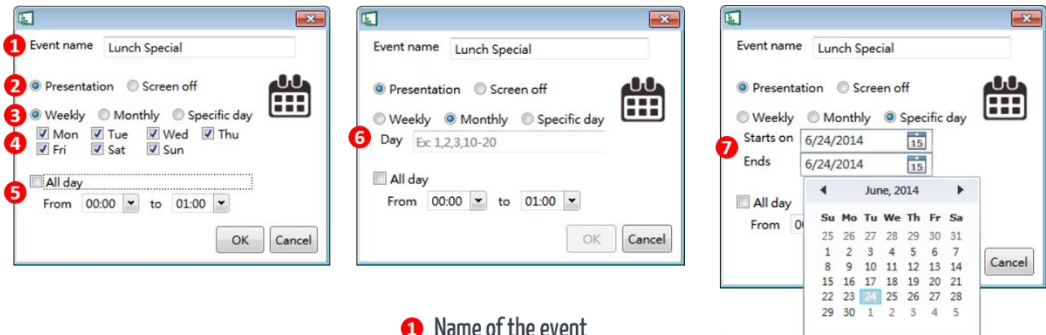 1 Event name Lunch Special
2 Presentation Screen off
3 Weekly Monthly Specific day
4 Mon Tue Wed Thu
Fri Sat Sun
5 All day
From 00:00 to 01:00
OK Cancel
Event name Lunch Special
Presentation Screen off
Weekly Monthly Specific day
6 Day Ex: 1,2,3,10-20
All day
From 00:00 to 01:00
OK Cancel
Event name Lunch Special
Presentation Screen off
Weekly Monthly Specific day
7 Starts on 6/24/2014 15
Ends 6/24/2014 15
All day
From
June, 2014
Su Mo Tu We Th Fr Sa
25 26 27 28 29 30 31
1 2 3 4 5 6 7
8 9 10 11 12 13 14
15 16 17 18 19 20 21
22 23 24 25 26 27 28
29 30 1 2 3 4 5
Cancel
1 Name of the event